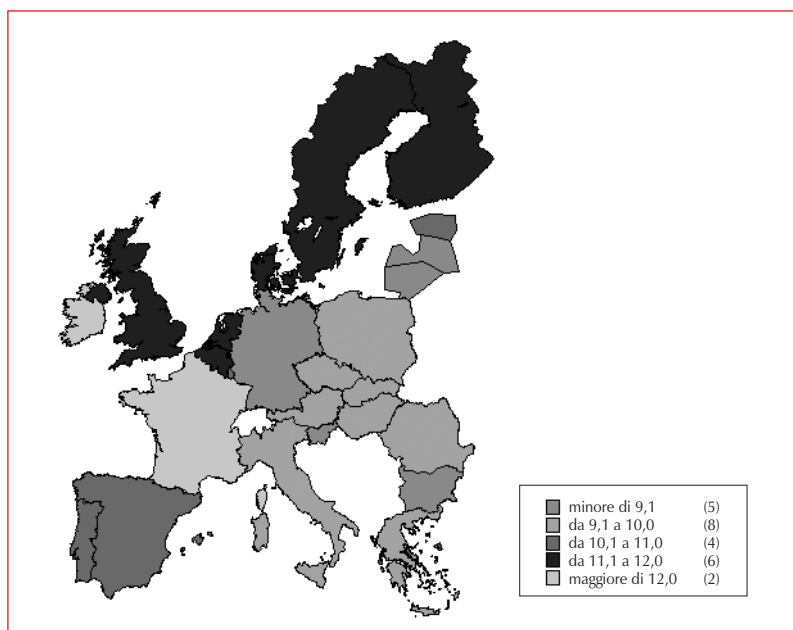 minore di 9,1 (5)
da 9,1 a 10,0 (8)
da 10,1 a 11,0 (4)
da 11,1 a 12,0 (6)
maggiore di 12,0 (2)